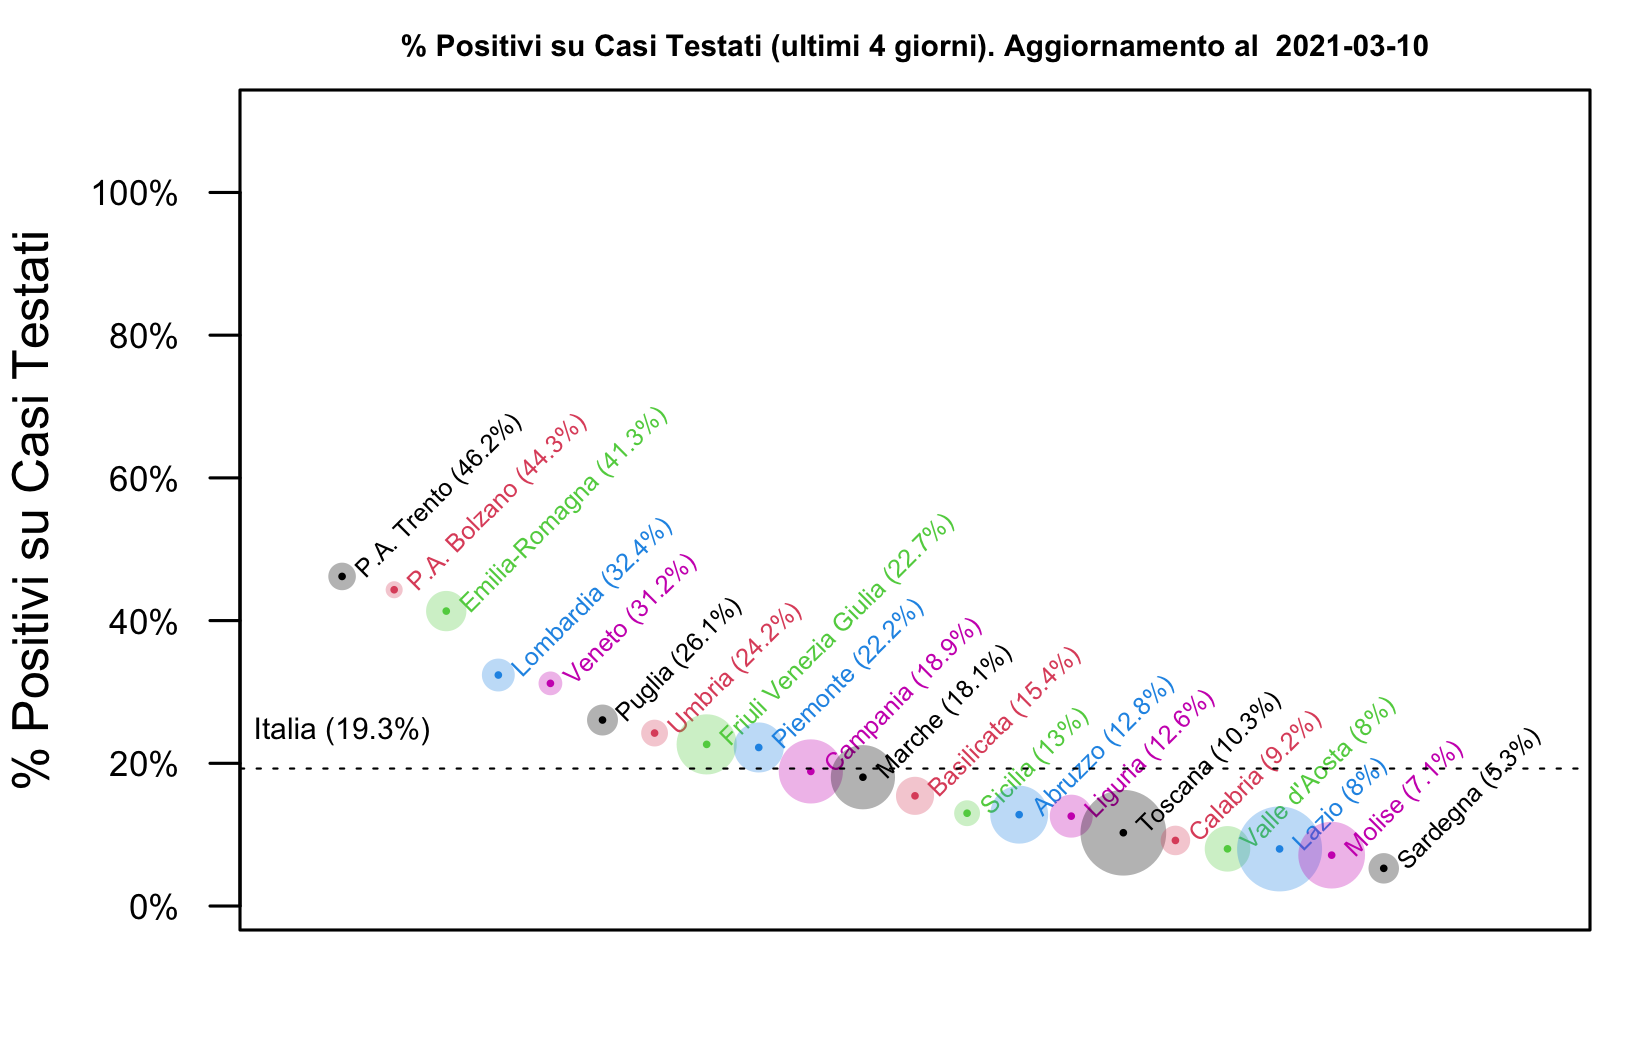 % Positivi su Casi Testati (ultimi 4 giorni). Aggiornamento al  2021-03-10
% Positivi su Casi Testati
100%
80%
60%
40%
20%
0%
Italia (19.3%)
P.A. Trento (46.2%)
P.A. Bolzano (44.3%)
Emilia-Romagna (41.3%)
Lombardia (32.4%)
Veneto (31.2%)
Puglia (26.1%)
Umbria (24.2%)
Friuli Venezia Giulia (22.7%)
Piemonte (22.2%)
Campania (18.9%)
Marche (18.1%)
Basilicata (15.4%)
Sicilia (13%)
Abruzzo (12.8%)
Liguria (12.6%)
Toscana (10.3%)
Calabria (9.2%)
Valle d'Aosta (8%)
Lazio (8%)
Molise (7.1%)
Sardegna (5.3%)